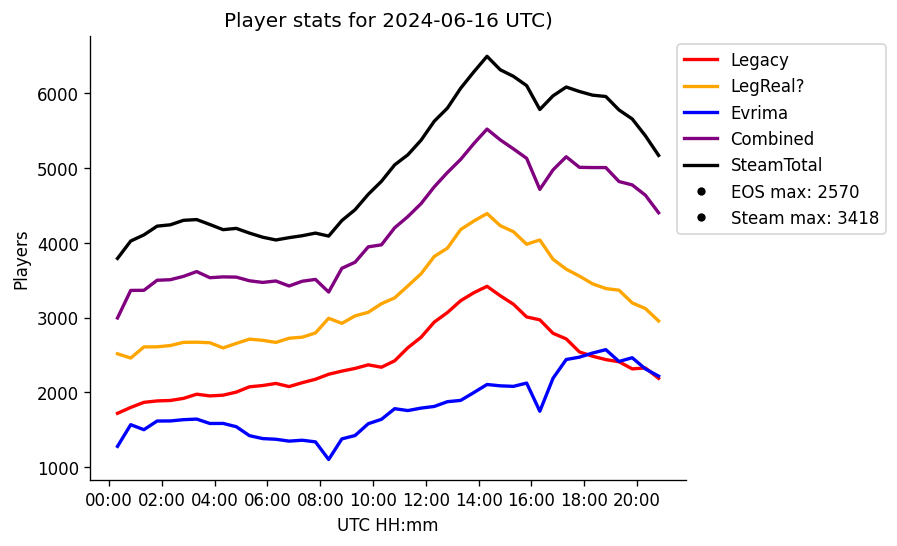 Player stats for 2024-06-16 UTC)
Legacy
LegReal?
Evrima
Combined
SteamTotal
EOS max: 2570
Steam max: 3418
Players
6000
5000
4000
3000
2000
1000
00:00 02:00 04:00 06:00 08:00 10:00 12:00 14:00 16:00 18:00 20:00
UTC HH:mm